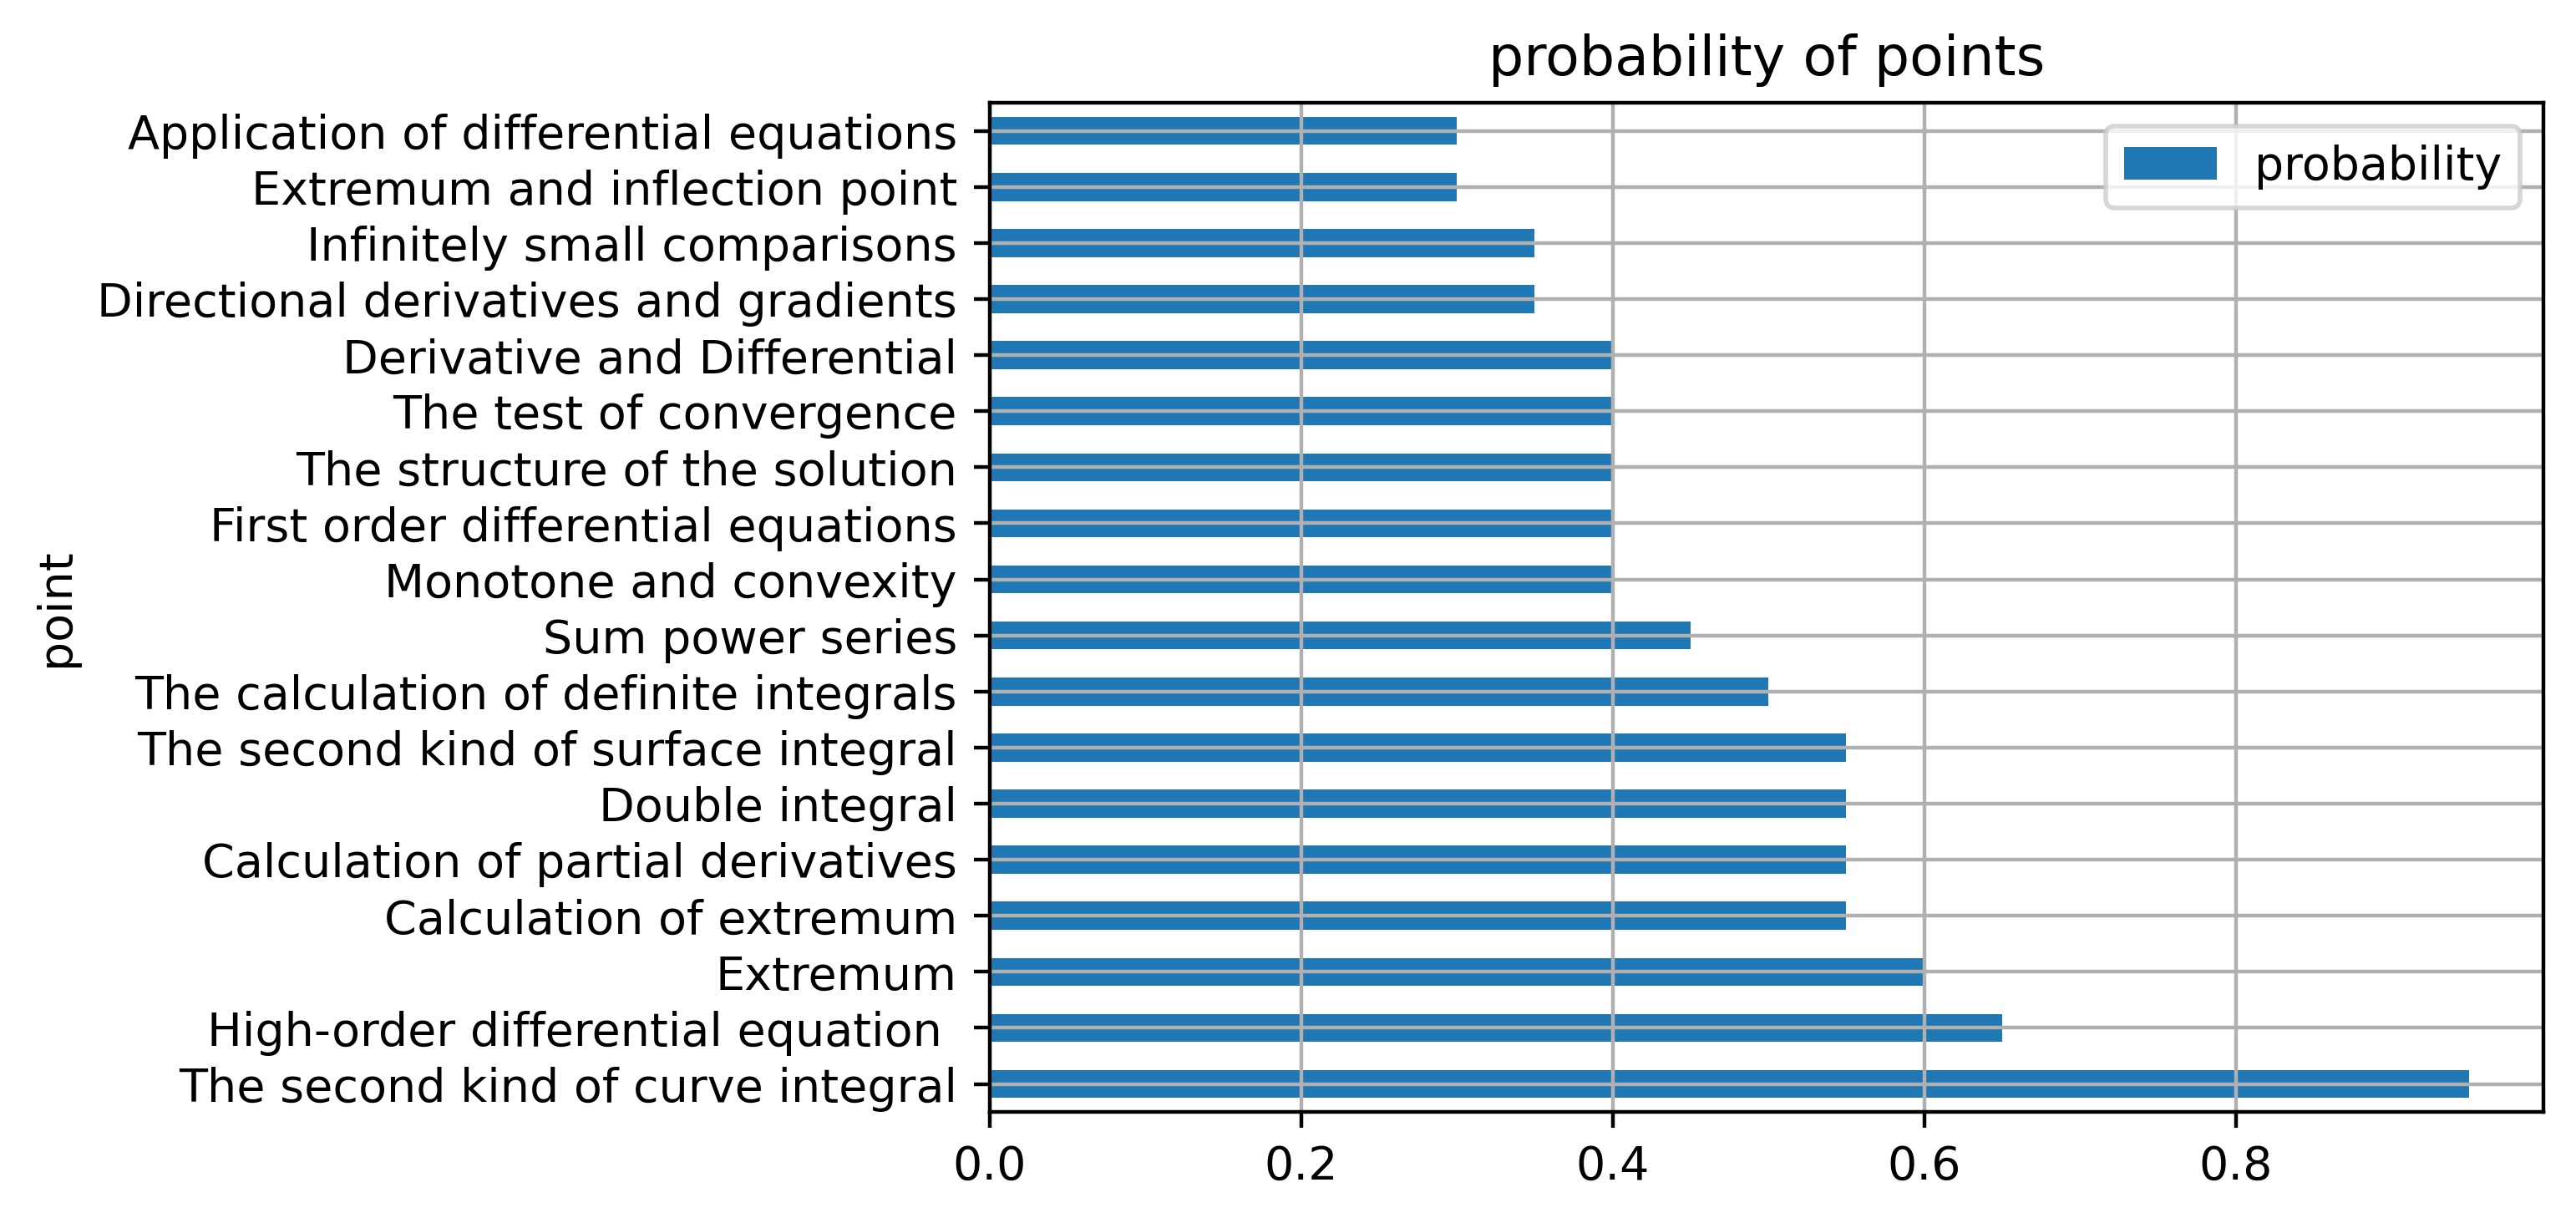 probability of points
probability
Application of differential equations
Extremum and inflection point
Infinitely small comparisons
Directional derivatives and gradients
Derivative and Differential
The test of convergence
The structure of the solution
First order differential equations
Monotone and convexity
Sum power series
The calculation of definite integrals
The second kind of surface integral
Double integral
Calculation of partial derivatives
Calculation of extremum
Extremum
High-order differential equation
The second kind of curve integral
point
0.0 0.2 0.4 0.6 0.8